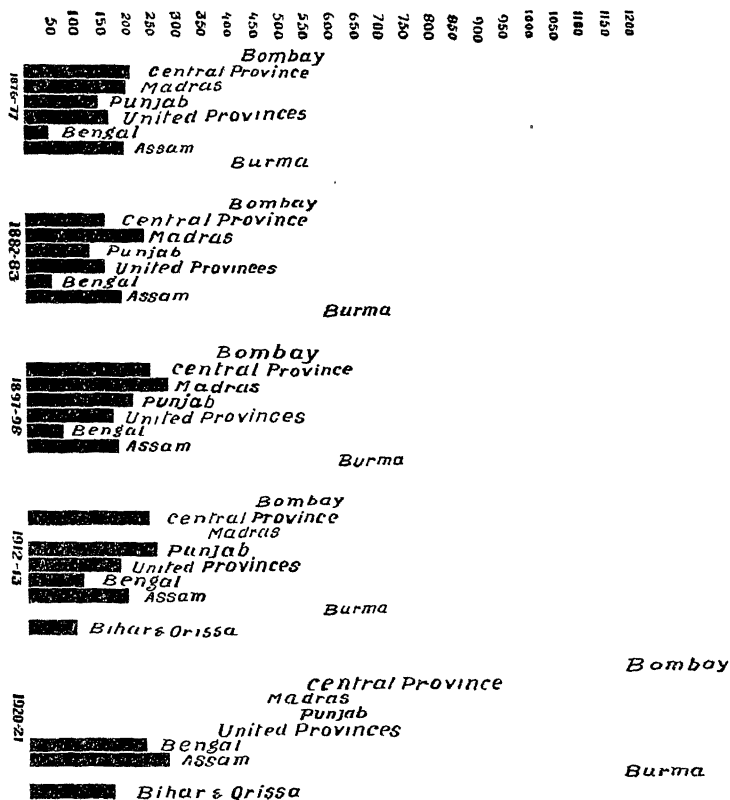 50 100 150 200 250 300 350 400 450 500 550 600 650 700 750 800 850 900 950 1000 1050 1100 1150 1200
1876-77
Bombay
Central Province
Madras
Punjab
United Provinces
Bengal
Assam
Burma
1882-83
Bombay
Central Province
Madras
Punjab
United Provinces
Bengal
Assam
Burma
1897-98
Bombay
Central Province
Madras
Punjab
United Provinces
Bengal
Assam
Burma
1912-13
Bombay
Central Province
Madras
Punjab
United Provinces
Bengal
Assam
Burma
Bihar & Orissa
1920-21
Bombay
Central Province
Madras
Punjab
United Provinces
Bengal
Assam
Burma
Bihar & Orissa